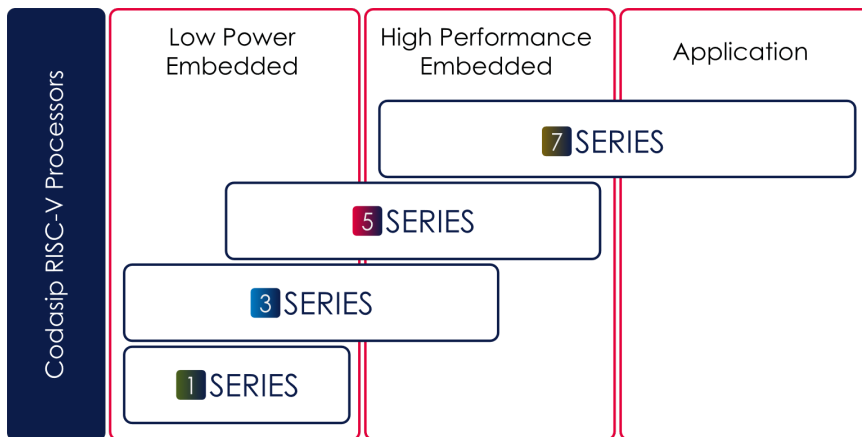 Codasip RISC-V Processors
Low Power
Embedded
High Performance
Embedded
Application
7 SERIES
5 SERIES
3 SERIES
1 SERIES